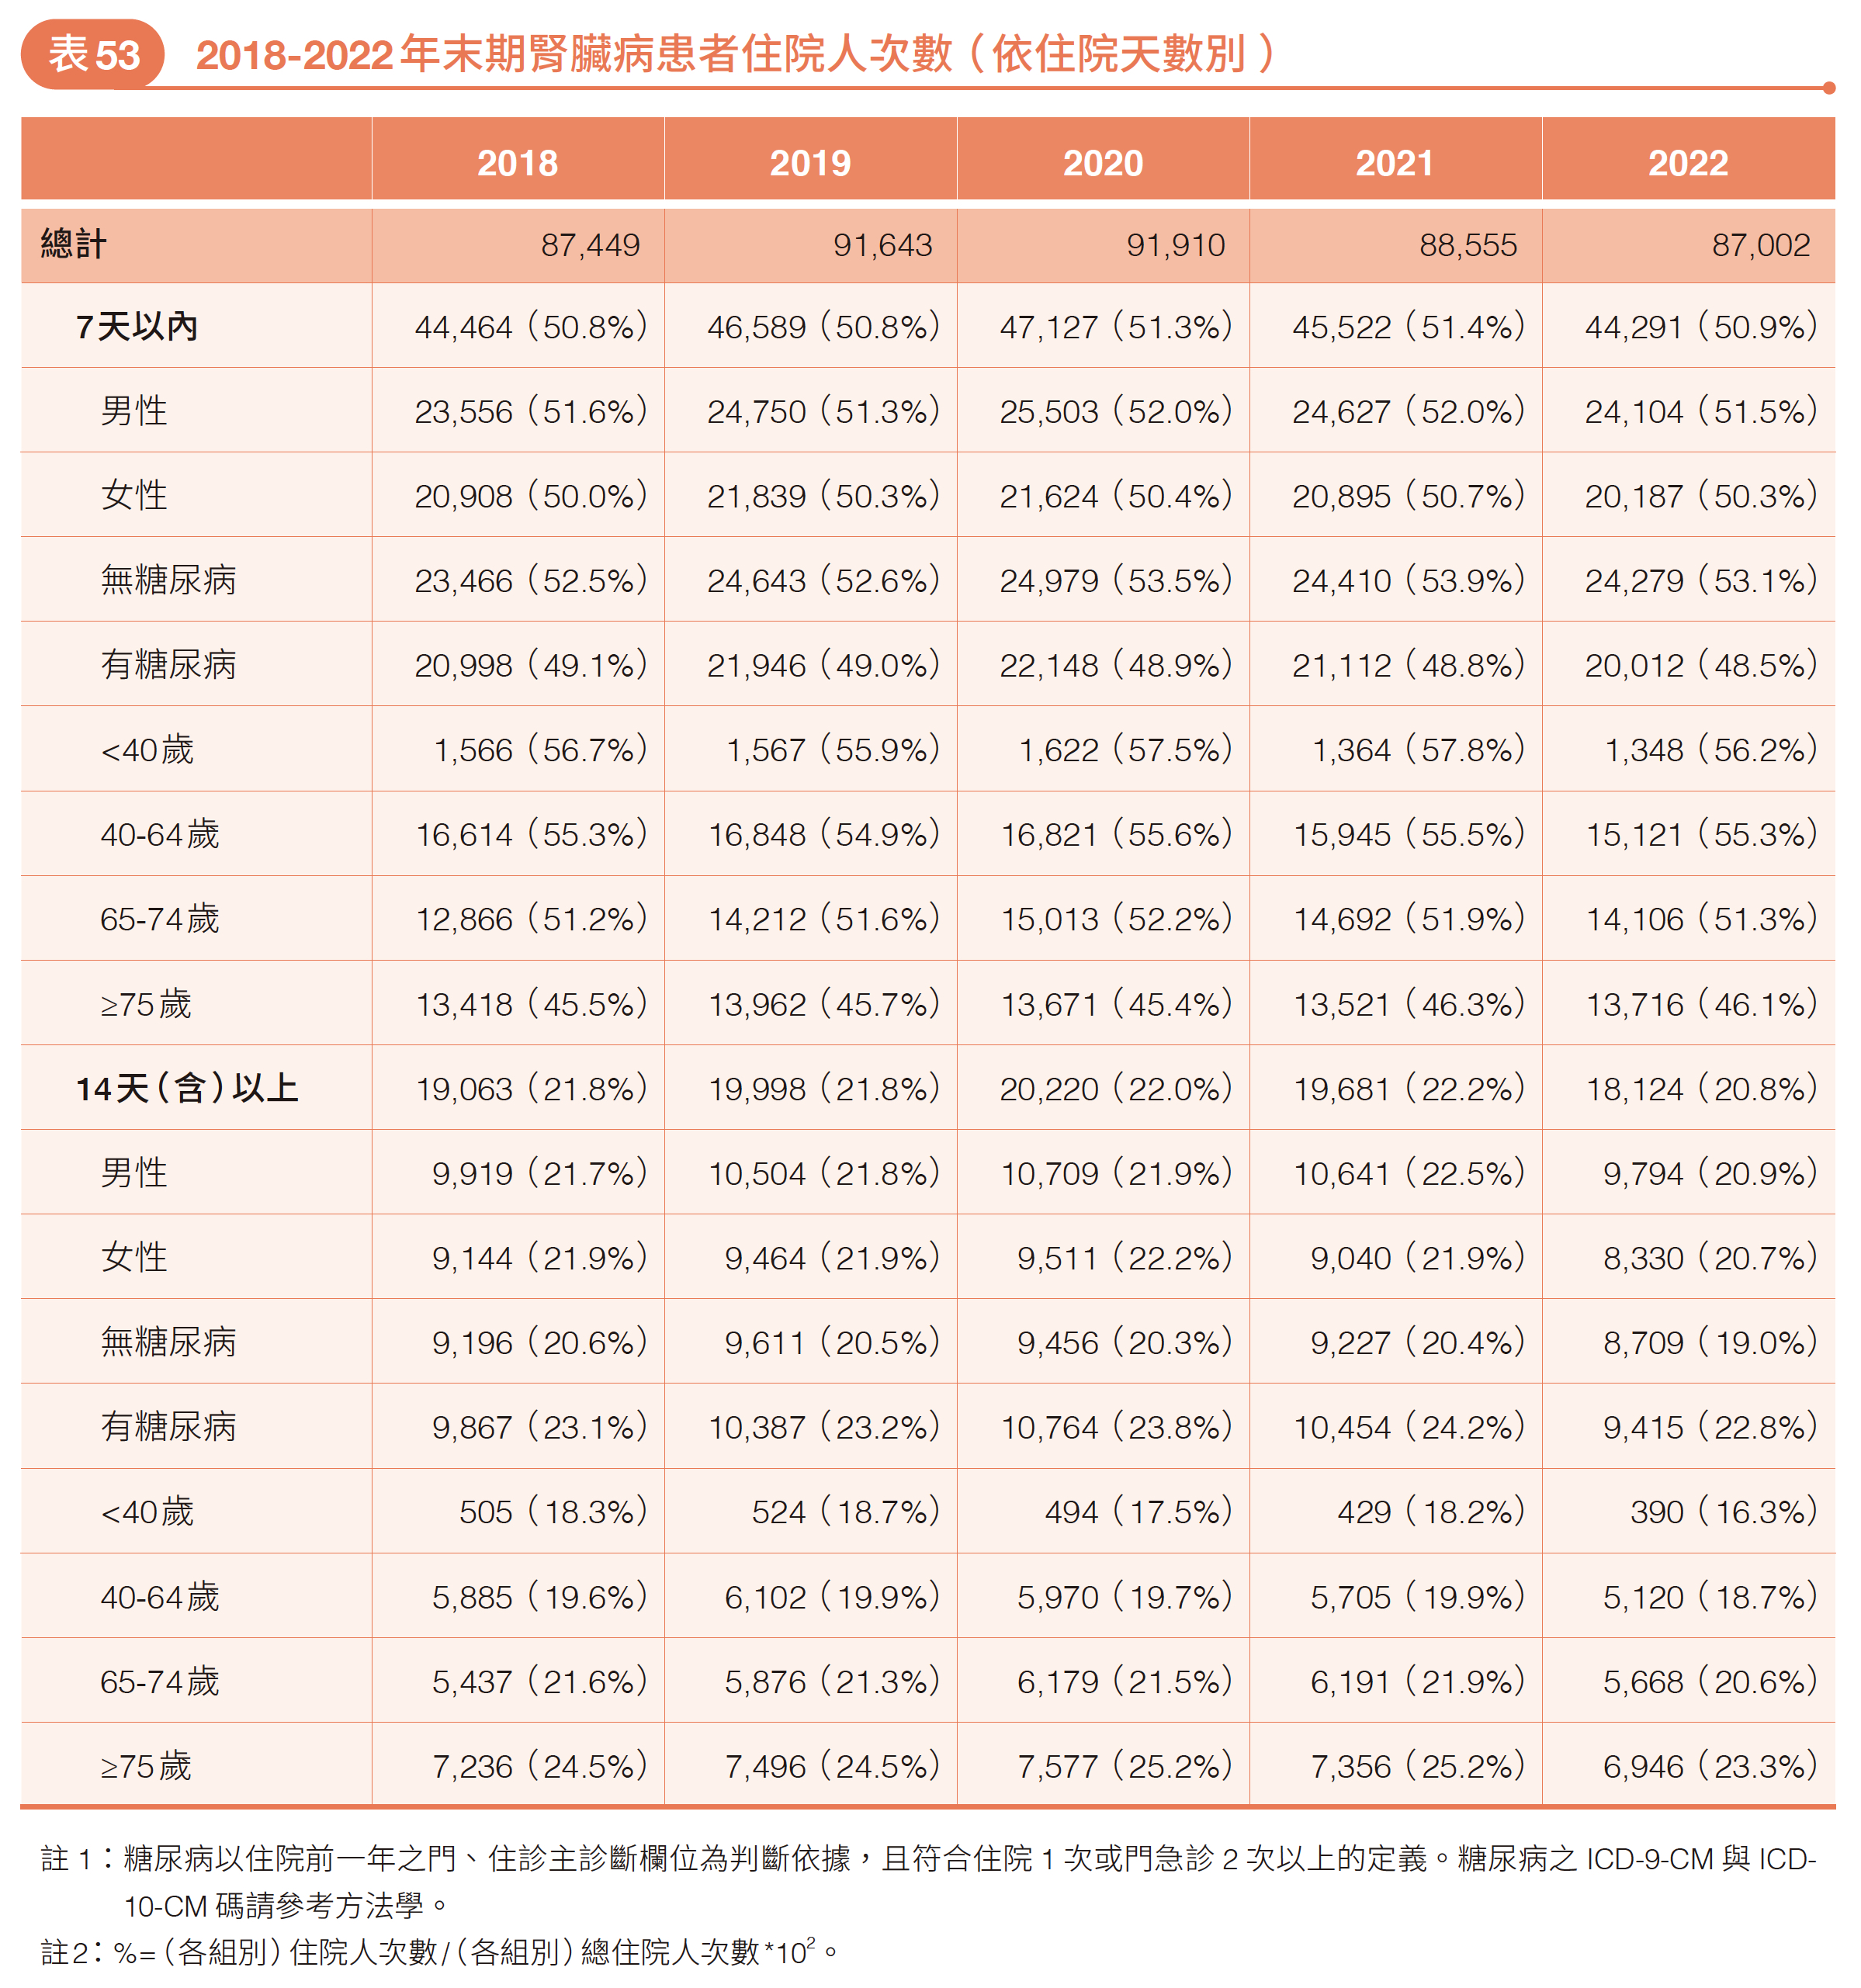 表53 2018-2022年末期腎臟病患者住院人次數（依住院天數別）
2018 2019 2020 2021 2022
總計 87,449 91,643 91,910 88,555 87,002
7天以內 44,464（50.8%） 46,589（50.8%） 47,127（51.3%） 45,522（51.4%） 44,291（50.9%）
男性 23,556（51.6%） 24,750（51.3%） 25,503（52.0%） 24,627（52.0%） 24,104（51.5%）
女性 20,908（50.0%） 21,839（50.3%） 21,624（50.4%） 20,895（50.7%） 20,187（50.3%）
無糖尿病 23,466（52.5%） 24,643（52.6%） 24,979（53.5%） 24,410（53.9%） 24,279（53.1%）
有糖尿病 20,998（49.1%） 21,946（49.0%） 22,148（48.9%） 21,112（48.8%） 20,012（48.5%）
<40歲 1,566（56.7%） 1,567（55.9%） 1,622（57.5%） 1,364（57.8%） 1,348（56.2%）
40-64歲 16,614（55.3%） 16,848（54.9%） 16,821（55.6%） 15,945（55.5%） 15,121（55.3%）
65-74歲 12,866（51.2%） 14,212（51.6%） 15,013（52.2%） 14,692（51.9%） 14,106（51.3%）
≥75歲 13,418（45.5%） 13,962（45.7%） 13,671（45.4%） 13,521（46.3%） 13,716（46.1%）
14天（含）以上 19,063（21.8%） 19,998（21.8%） 20,220（22.0%） 19,681（22.2%） 18,124（20.8%）
男性 9,919（21.7%） 10,504（21.8%） 10,709（21.9%） 10,641（22.5%） 9,794（20.9%）
女性 9,144（21.9%） 9,464（21.9%） 9,511（22.2%） 9,040（21.9%） 8,330（20.7%）
無糖尿病 9,196（20.6%） 9,611（20.5%） 9,456（20.3%） 9,227（20.4%） 8,709（19.0%）
有糖尿病 9,867（23.1%） 10,387（23.2%） 10,764（23.8%） 10,454（24.2%） 9,415（22.8%）
<40歲 505（18.3%） 524（18.7%） 494（17.5%） 429（18.2%） 390（16.3%）
40-64歲 5,885（19.6%） 6,102（19.9%） 5,970（19.7%） 5,705（19.9%） 5,120（18.7%）
65-74歲 5,437（21.6%） 5,876（21.3%） 6,179（21.5%） 6,191（21.9%） 5,668（20.6%）
≥75歲 7,236（24.5%） 7,496（24.5%） 7,577（25.2%） 7,356（25.2%） 6,946（23.3%）
註1：糖尿病以住院前一年之門、住診主診斷欄位為判斷依據，且符合住院1次或門急診2次以上的定義。糖尿病之ICD-9-CM與ICD-
10-CM碼請參考方法學。
註2：%=（各組別）住院人次數/（各組別）總住院人次數*10²。